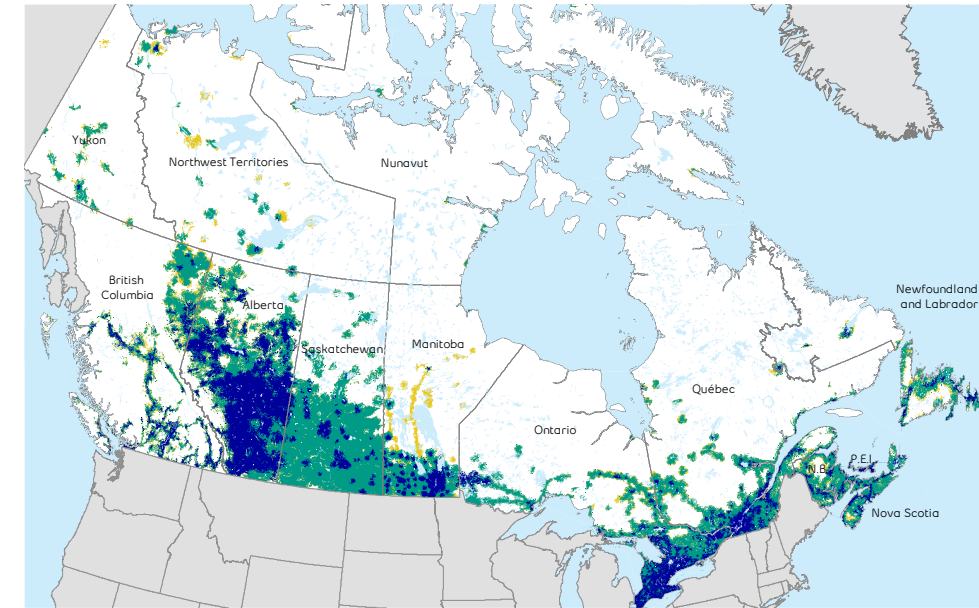 Yukon
Northwest Territories
Nunavut
British
Columbia
Alberta
Saskatchewan
Manitoba
Ontario
Québec
Newfoundland
and Labrador
N.B.
P.E.I.
Nova Scotia